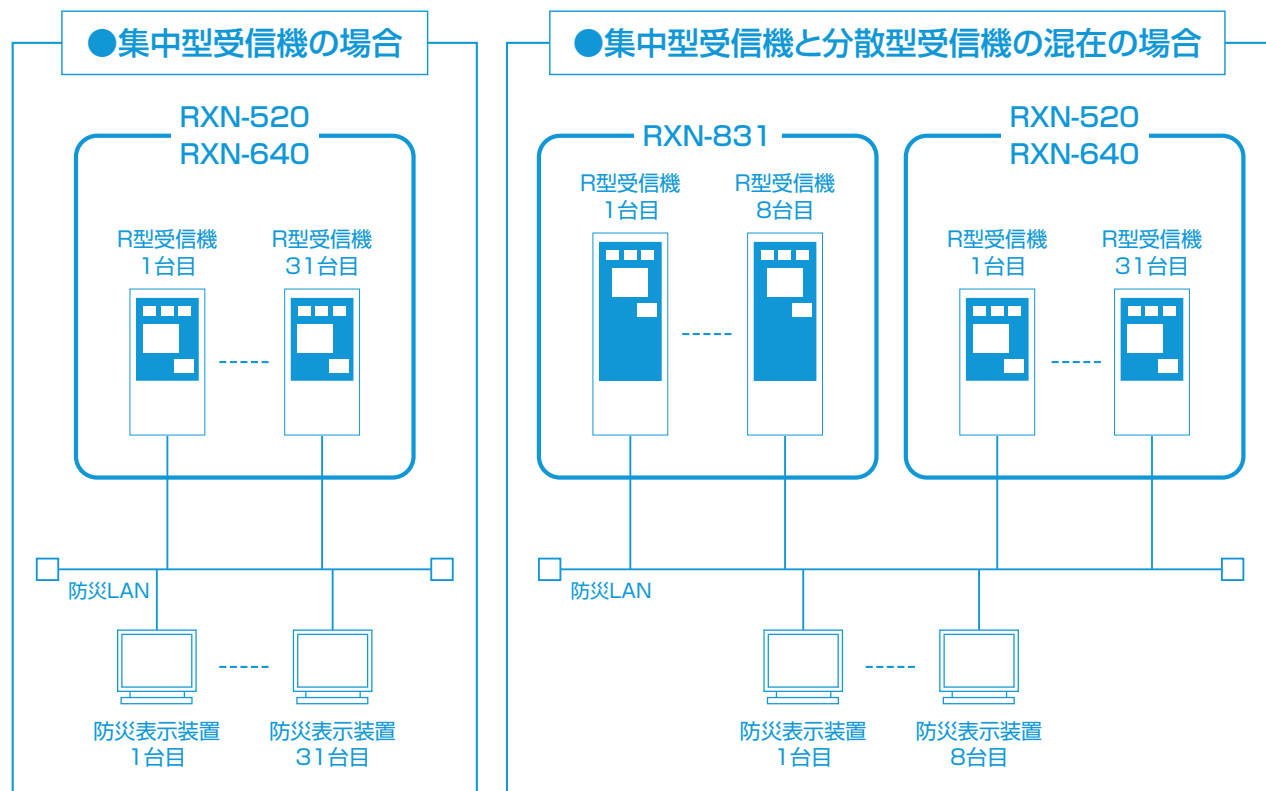 ●集中型受信機の場合
RXN-520
RXN-640
R型受信機
1台目
R型受信機
31台目
防災LAN
防災表示装置
1台目
防災表示装置
31台目
●集中型受信機と分散型受信機の混在の場合
RXN-831
R型受信機
1台目
R型受信機
8台目
RXN-520
RXN-640
R型受信機
1台目
R型受信機
31台目
防災LAN
防災表示装置
1台目
防災表示装置
8台目